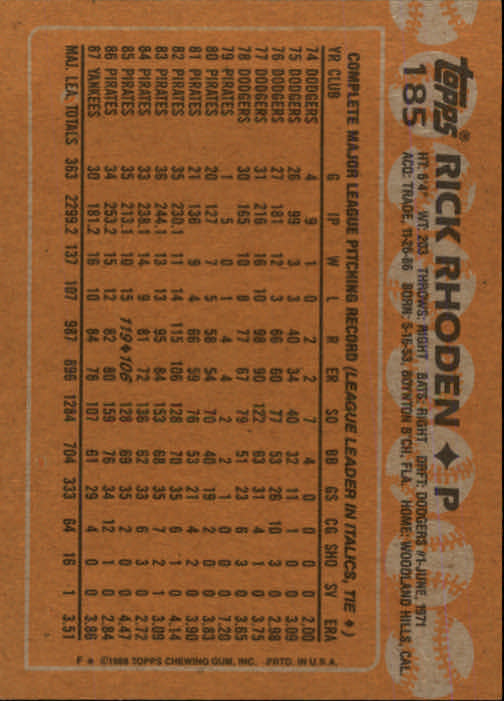 topps®
185
RICK RHODEN ✦ P
HT: 6'4" WT: 203 THROWS: RIGHT BATS: RIGHT DRFT: DODGERS #1-JUNE, 1971
ACQ: TRADE, 11-26-86 BORN: 5-16-53, BOYNTON B'CH, FLA. HOME: WOODLAND HILLS, CAL.
COMPLETE MAJOR LEAGUE PITCHING RECORD (LEAGUE LEADER IN ITALICS, TIE ♦)
YR CLUB G IP W L R ER SO BB GS CG SHO SV ERA
74 DODGERS 4 9 1 0 2 2 7 4 0 0 0 0 2.00
75 DODGERS 26 99 3 3 40 34 40 32 11 1 0 0 3.09
76 DODGERS 27 181 12 3 66 60 77 53 26 10 3 0 2.98
77 DODGERS 31 216 16 10 98 90 122 63 31 4 1 0 3.75
78 DODGERS 30 165 10 8 77 67 79 51 23 6 3 0 3.65
79 PIRATES 1 5 0 1 4 4 2 2 1 0 0 0 7.20
80 PIRATES 20 127 7 5 58 54 70 40 19 2 0 0 3.83
81 PIRATES 21 136 9 4 66 59 76 53 21 4 2 0 3.90
82 PIRATES 35 230.1 11 14 115 106 128 70 35 6 1 0 4.14
83 PIRATES 36 244.1 13 13 95 84 153 68 35 7 2 1 3.09
84 PIRATES 33 238.1 14 9 81 72 136 62 33 6 3 0 2.72
85 PIRATES 35 213.1 10 15 119♦106 128 69 35 2 0 0 4.47
86 PIRATES 34 253.2 15 12 82 80 159 76 34 12 1 0 2.84
87 YANKEES 30 181.2 16 10 84 78 107 61 29 4 0 0 3.86
MAJ. LEA. TOTALS 363 2299.2 137 107 987 896 1284 704 333 64 16 1 3.51
F ✶ ©1988 TOPPS CHEWING GUM, INC. PRTD. IN U.S.A.